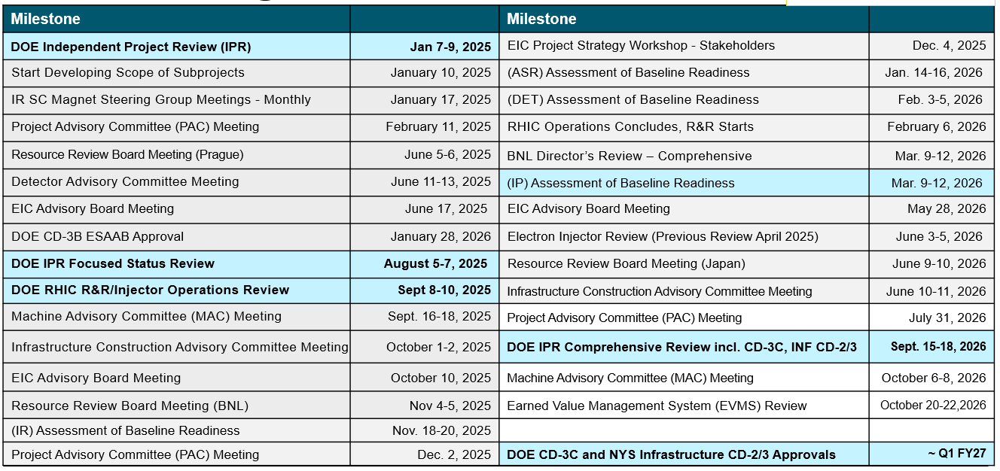 Milestone
DOE Independent Project Review (IPR) Jan 7-9, 2025
Start Developing Scope of Subprojects January 10, 2025
IR SC Magnet Steering Group Meetings - Monthly January 17, 2025
Project Advisory Committee (PAC) Meeting February 11, 2025
Resource Review Board Meeting (Prague) June 5-6, 2025
Detector Advisory Committee Meeting June 11-13, 2025
EIC Advisory Board Meeting June 17, 2025
DOE CD-3B ESAAB Approval January 28, 2026
DOE IPR Focused Status Review August 5-7, 2025
DOE RHIC R&R/Injector Operations Review Sept 8-10, 2025
Machine Advisory Committee (MAC) Meeting Sept. 16-18, 2025
Infrastructure Construction Advisory Committee Meeting October 1-2, 2025
EIC Advisory Board Meeting October 10, 2025
Resource Review Board Meeting (BNL) Nov 4-5, 2025
(IR) Assessment of Baseline Readiness Nov. 18-20, 2025
Project Advisory Committee (PAC) Meeting Dec. 2, 2025
Milestone
EIC Project Strategy Workshop - Stakeholders Dec. 4, 2025
(ASR) Assessment of Baseline Readiness Jan. 14-16, 2026
(DET) Assessment of Baseline Readiness Feb. 3-5, 2026
RHIC Operations Concludes, R&R Starts February 6, 2026
BNL Director’s Review – Comprehensive Mar. 9-12, 2026
(IP) Assessment of Baseline Readiness Mar. 9-12, 2026
EIC Advisory Board Meeting May 28, 2026
Electron Injector Review (Previous Review April 2025) June 3-5, 2026
Resource Review Board Meeting (Japan) June 9-10, 2026
Infrastructure Construction Advisory Committee Meeting June 10-11, 2026
Project Advisory Committee (PAC) Meeting July 31, 2026
DOE IPR Comprehensive Review incl. CD-3C, INF CD-2/3 Sept. 15-18, 2026
Machine Advisory Committee (MAC) Meeting October 6-8, 2026
Earned Value Management System (EVMS) Review October 20-22,2026
DOE CD-3C and NYS Infrastructure CD-2/3 Approvals ~ Q1 FY27